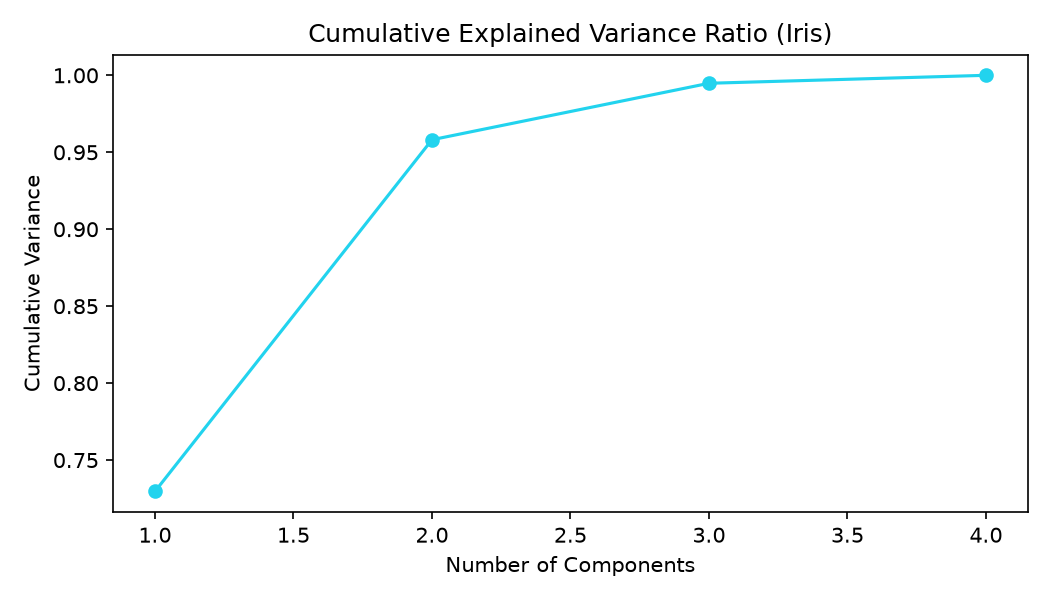 Cumulative Explained Variance Ratio (Iris)
Cumulative Variance
1.00
0.95
0.90
0.85
0.80
0.75
1.0 1.5 2.0 2.5 3.0 3.5 4.0
Number of Components